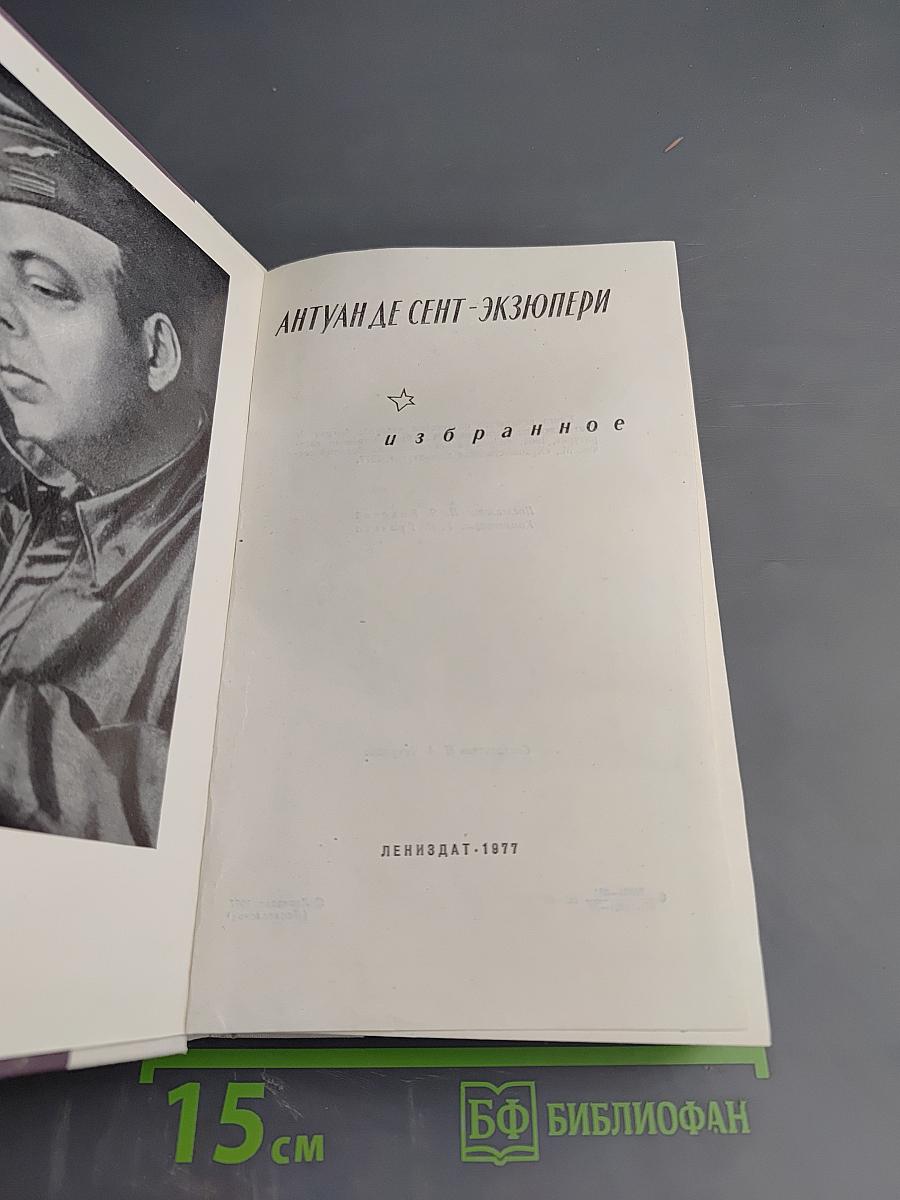 АНТУАН ДЕ СЕНТ-ЭКЗЮПЕРИ
избранное
ЛЕНИЗДАТ·1977
15 см
БФ БИБЛИОФАН